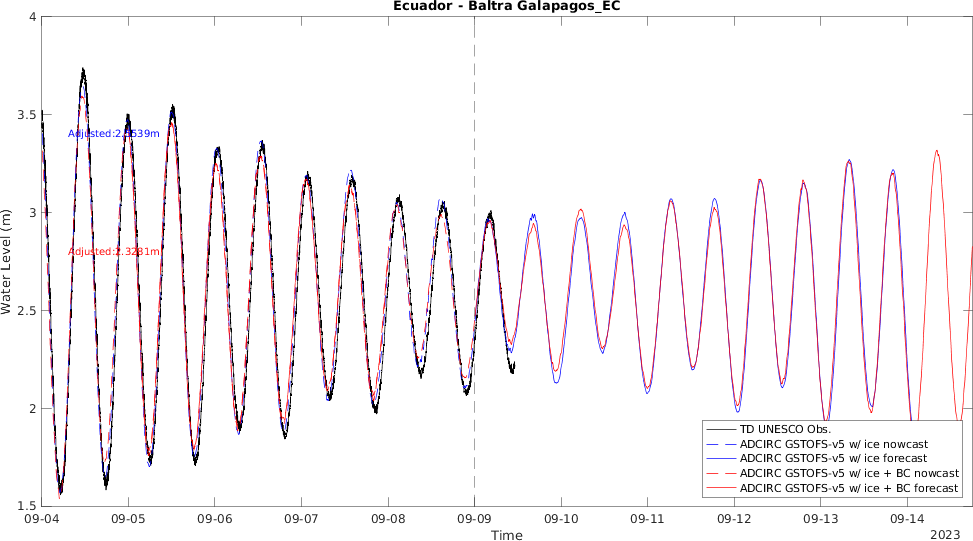 Ecuador - Baltra Galapagos_EC
4
3.5
3
2.5
2
1.5
Water Level (m)
Adjusted:2.3281m
TD UNESCO Obs.
ADCIRC GSTOFS-v5 w/ ice nowcast
ADCIRC GSTOFS-v5 w/ ice forecast
ADCIRC GSTOFS-v5 w/ ice + BC nowcast
ADCIRC GSTOFS-v5 w/ ice + BC forecast
09-04 09-05 09-06 09-07 09-08 09-09 09-10 09-11 09-12 09-13 09-14
Time
2023